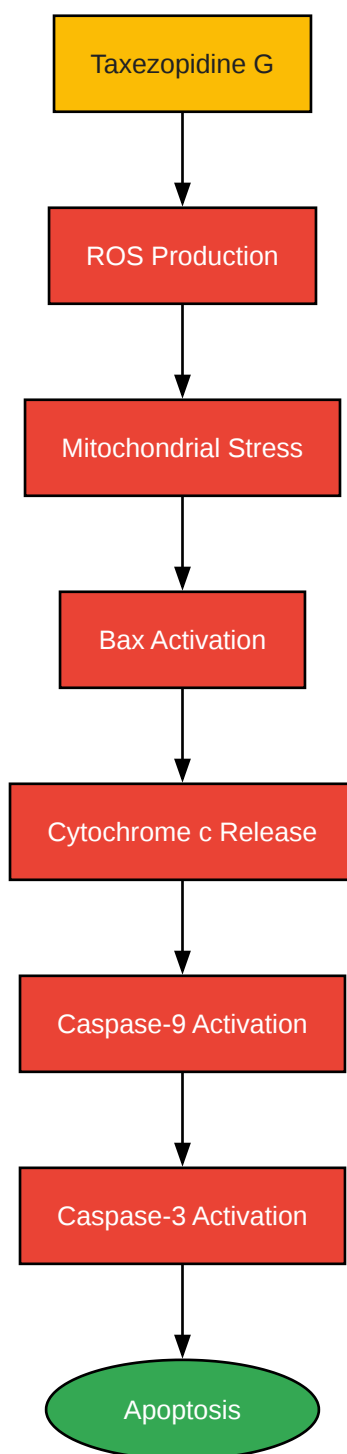 Taxezopidine G
ROS Production
Mitochondrial Stress
Bax Activation
Cytochrome c Release
Caspase-9 Activation
Caspase-3 Activation
Apoptosis